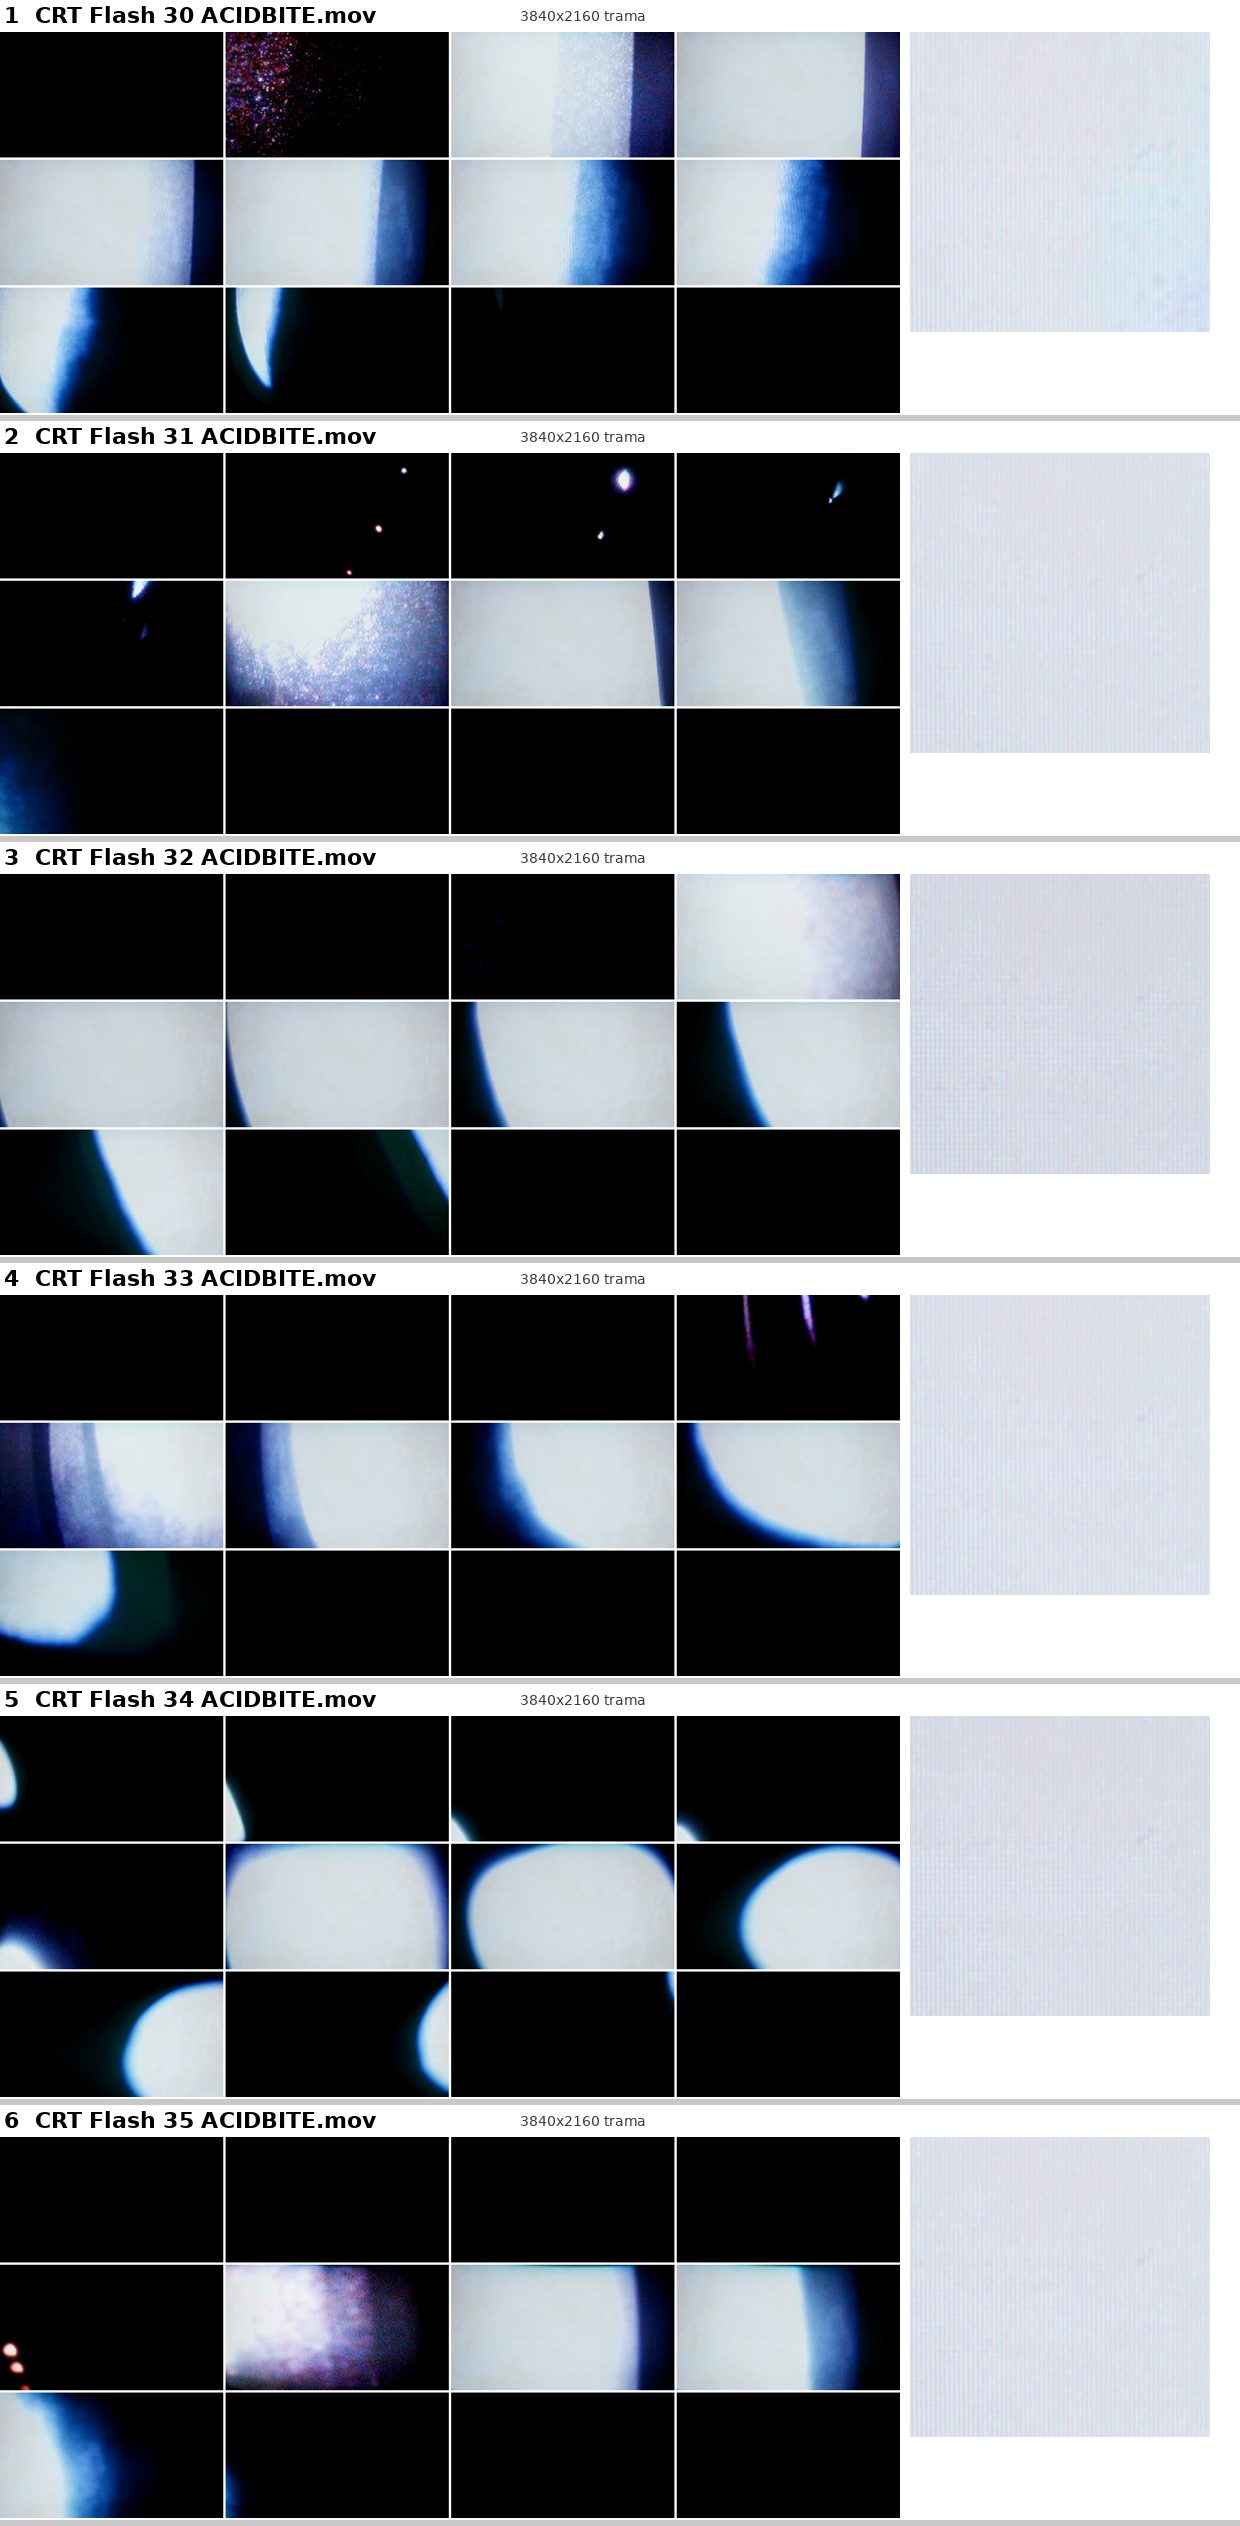 1 CRT Flash 30 ACIDBITE.mov 3840x2160 trama
2 CRT Flash 31 ACIDBITE.mov 3840x2160 trama
3 CRT Flash 32 ACIDBITE.mov 3840x2160 trama
4 CRT Flash 33 ACIDBITE.mov 3840x2160 trama
5 CRT Flash 34 ACIDBITE.mov 3840x2160 trama
6 CRT Flash 35 ACIDBITE.mov 3840x2160 trama